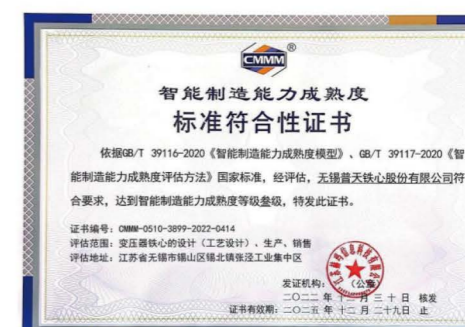 CMMM®
智能制造能力成熟度
标准符合性证书
依据GB/T 39116-2020《智能制造能力成熟度模型》、GB/T 39117-2020《智
能制造能力成熟度评估方法》国家标准，经评估，无锡普天铁心股份有限公司符
合要求，达到智能制造能力成熟度等级叁级，特发此证书。
证书编号：CMMM-0510-3899-2022-0414
评估范围：变压器铁心的设计（工艺设计）、生产、销售
评估地址：江苏省无锡市锡山区锡北镇张泾工业集中区
发证机构： （公章）
二〇二二 年 十二 月 三 十 日 核发
证书有效期：二〇二五 年 十二 月 二十九日 止